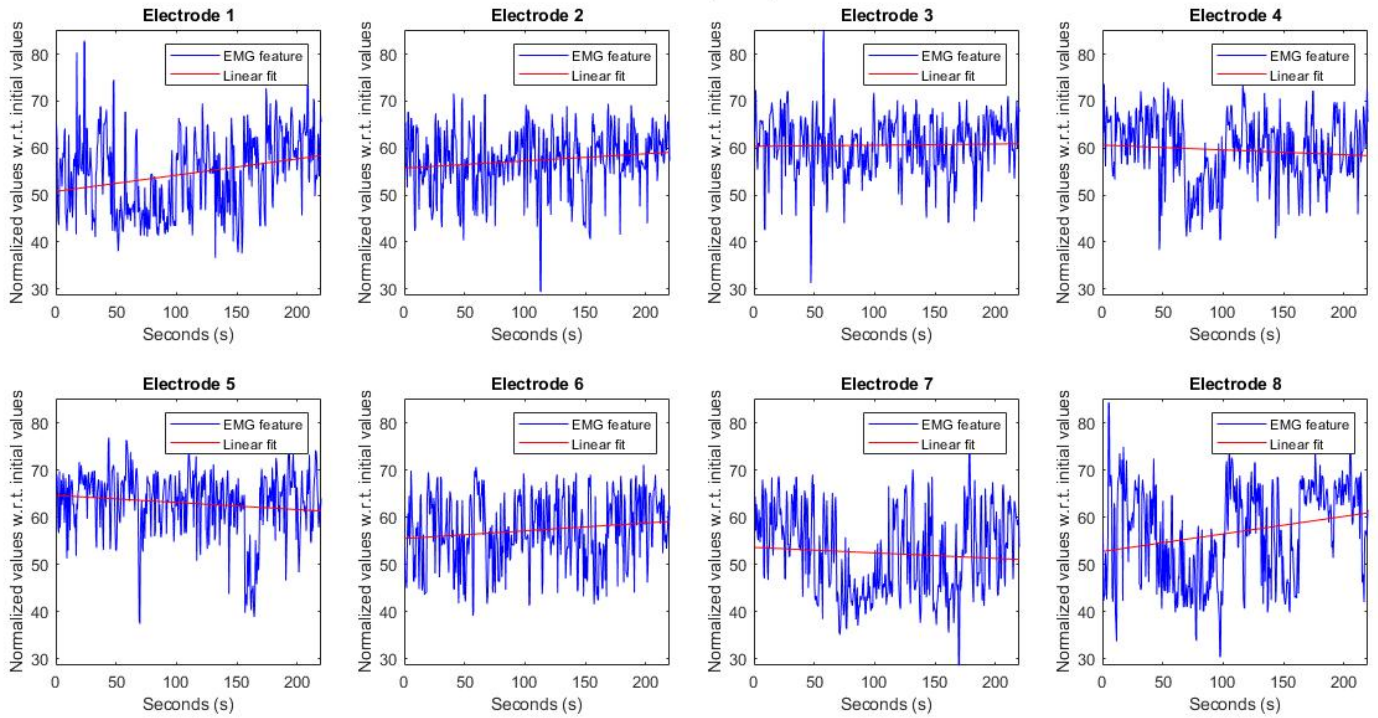 Electrode 1
Normalized values w.r.t. initial values
80
70
60
50
40
30
EMG feature
Linear fit
0 50 100 150 200
Seconds (s)
Electrode 2
Normalized values w.r.t. initial values
80
70
60
50
40
30
EMG feature
Linear fit
0 50 100 150 200
Seconds (s)
Electrode 3
Normalized values w.r.t. initial values
80
70
60
50
40
30
EMG feature
Linear fit
0 50 100 150 200
Seconds (s)
Electrode 4
Normalized values w.r.t. initial values
80
70
60
50
40
30
EMG feature
Linear fit
0 50 100 150 200
Seconds (s)
Electrode 5
Normalized values w.r.t. initial values
80
70
60
50
40
30
EMG feature
Linear fit
0 50 100 150 200
Seconds (s)
Electrode 6
Normalized values w.r.t. initial values
80
70
60
50
40
30
EMG feature
Linear fit
0 50 100 150 200
Seconds (s)
Electrode 7
Normalized values w.r.t. initial values
80
70
60
50
40
30
EMG feature
Linear fit
0 50 100 150 200
Seconds (s)
Electrode 8
Normalized values w.r.t. initial values
80
70
60
50
40
30
EMG feature
Linear fit
0 50 100 150 200
Seconds (s)